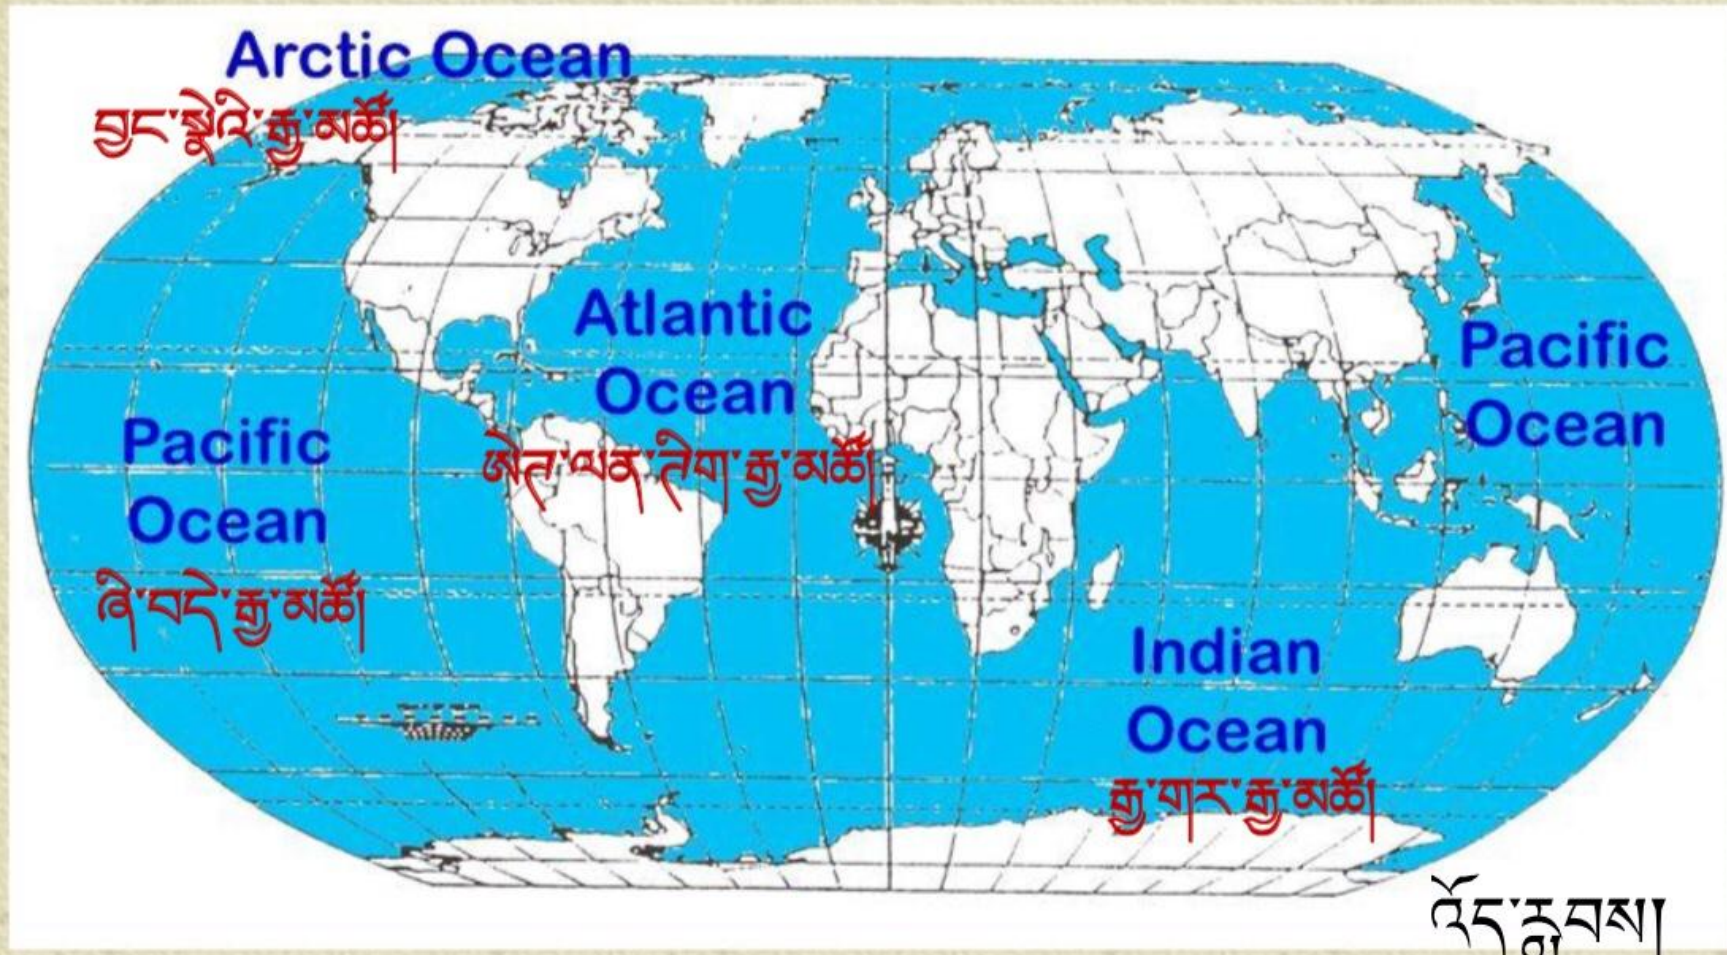 Arctic Ocean
བྱང་སྣེའི་རྒྱ་མཚོ།
Atlantic
Ocean
ཨེཊ་ལན་ཊིག་རྒྱ་མཚོ།
Pacific
Ocean
Pacific
Ocean
ཞི་བདེ་རྒྱ་མཚོ།
Indian
Ocean
རྒྱ་གར་རྒྱ་མཚོ།
འོད་རླབས།